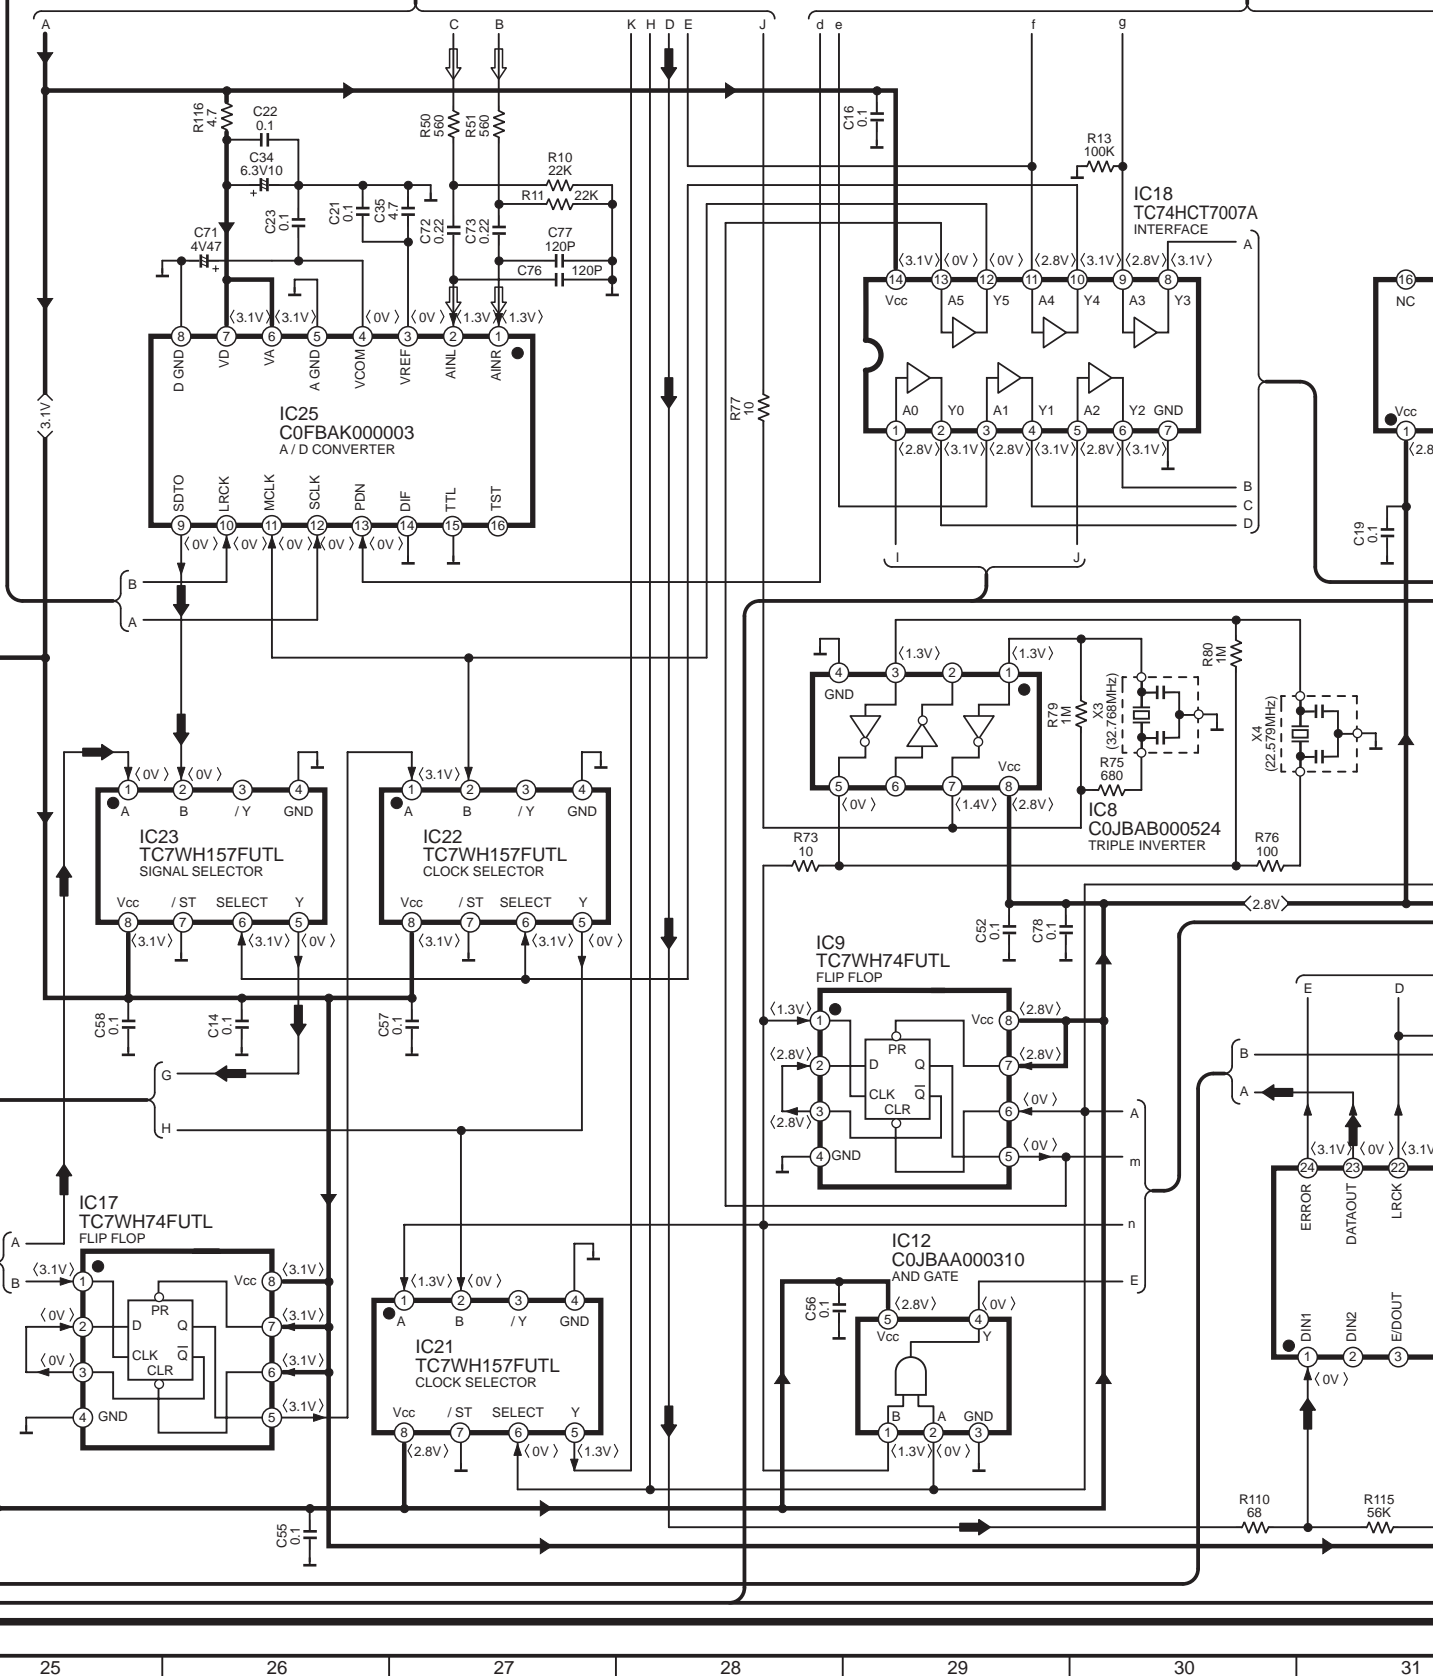 A C B K H D E J d e f g
R116 4.7
C22 0.1
C34 6.3V10
+
C23 0.1
C21 0.1
C35 4.7
C71 4V47
+
R50 560
R51 560
R10 22K
R11 22K
C72 0.22
C73 0.22
C77 120P
C76 120P
C16 0.1
R13 100K
IC18
TC74HCT7007A
INTERFACE
A
〈3.1V〉〈0V〉 〈0V〉 〈2.8V〉〈3.1V〉〈2.8V〉〈3.1V〉
14 13 12 11 10 9 8
Vcc A5 Y5 A4 Y4 A3 Y3
A0 Y0 A1 Y1 A2 Y2 GND
1 2 3 4 5 6 7
〈2.8V〉〈3.1V〉〈2.8V〉〈3.1V〉〈2.8V〉〈3.1V〉
B
C
D
I J
16
NC
Vcc
1
〈2.8
C19 0.1
〈3.1V〉
〈3.1V〉〈3.1V〉 〈0V〉 〈0V〉 〈1.3V〉〈1.3V〉
8 7 6 5 4 3 2 1
D GND VD VA A GND VCOM VREF AINL AINR
IC25
C0FBAK000003
A / D CONVERTER
SDTO LRCK MCLK SCLK PDN DIF TTL TST
9 10 11 12 13 14 15 16
〈0V〉 〈0V〉 〈0V〉 〈0V〉 〈0V〉
B
A
R77 10
〈1.3V〉 〈1.3V〉
4 3 2 1
GND
Vcc
5 6 7 8
〈0V〉 〈1.4V〉 〈2.8V〉
R79 1M
X3 (32.768MHz)
R75 680
R80 1M
X4 (22.579MHz)
IC8
C0JBAB000524
TRIPLE INVERTER
R73 10
R76 100
〈2.8V〉
〈0V〉 〈0V〉
1 2 3 4
A B / Y GND
IC23
TC7WH157FUTL
SIGNAL SELECTOR
Vcc / ST SELECT Y
8 7 6 5
〈3.1V〉 〈3.1V〉 〈0V〉
〈3.1V〉 〈0V〉
1 2 3 4
A B / Y GND
IC22
TC7WH157FUTL
CLOCK SELECTOR
Vcc / ST SELECT Y
8 7 6 5
〈3.1V〉 〈3.1V〉 〈0V〉
C58 0.1
C14 0.1
C57 0.1
G
H
C52 0.1
C78 0.1
IC9
TC7WH74FUTL
FLIP FLOP
〈1.3V〉 1 Vcc 8 〈2.8V〉
PR
〈2.8V〉 2 D Q 7 〈2.8V〉
CLK Q
CLR
3 〈2.8V〉 6 〈0V〉 A
4 GND 5 〈0V〉 m
n
E
E D
B
A
〈3.1V〉 〈0V〉 〈3.1V
24 23 22
ERROR DATAOUT LRCK
DIN1 DIN2 E/DOUT
1 2 3
〈0V〉
IC17
TC7WH74FUTL
FLIP FLOP
A
B
〈3.1V〉 1 Vcc 8 〈3.1V〉
PR
〈0V〉 2 D Q 7 〈3.1V〉
CLK Q
CLR
〈0V〉 3 6 〈3.1V〉
4 GND 5 〈3.1V〉
〈1.3V〉 〈0V〉
1 2 3 4
A B / Y GND
IC21
TC7WH157FUTL
CLOCK SELECTOR
Vcc / ST SELECT Y
8 7 6 5
〈2.8V〉 〈0V〉 〈1.3V〉
IC12
C0JBAA000310
AND GATE
C56 0.1
〈2.8V〉 〈0V〉
5 4
Vcc Y
B A GND
1 2 3
〈1.3V〉〈0V〉
C55 0.1
R110 68
R115 56K
25 26 27 28 29 30 31